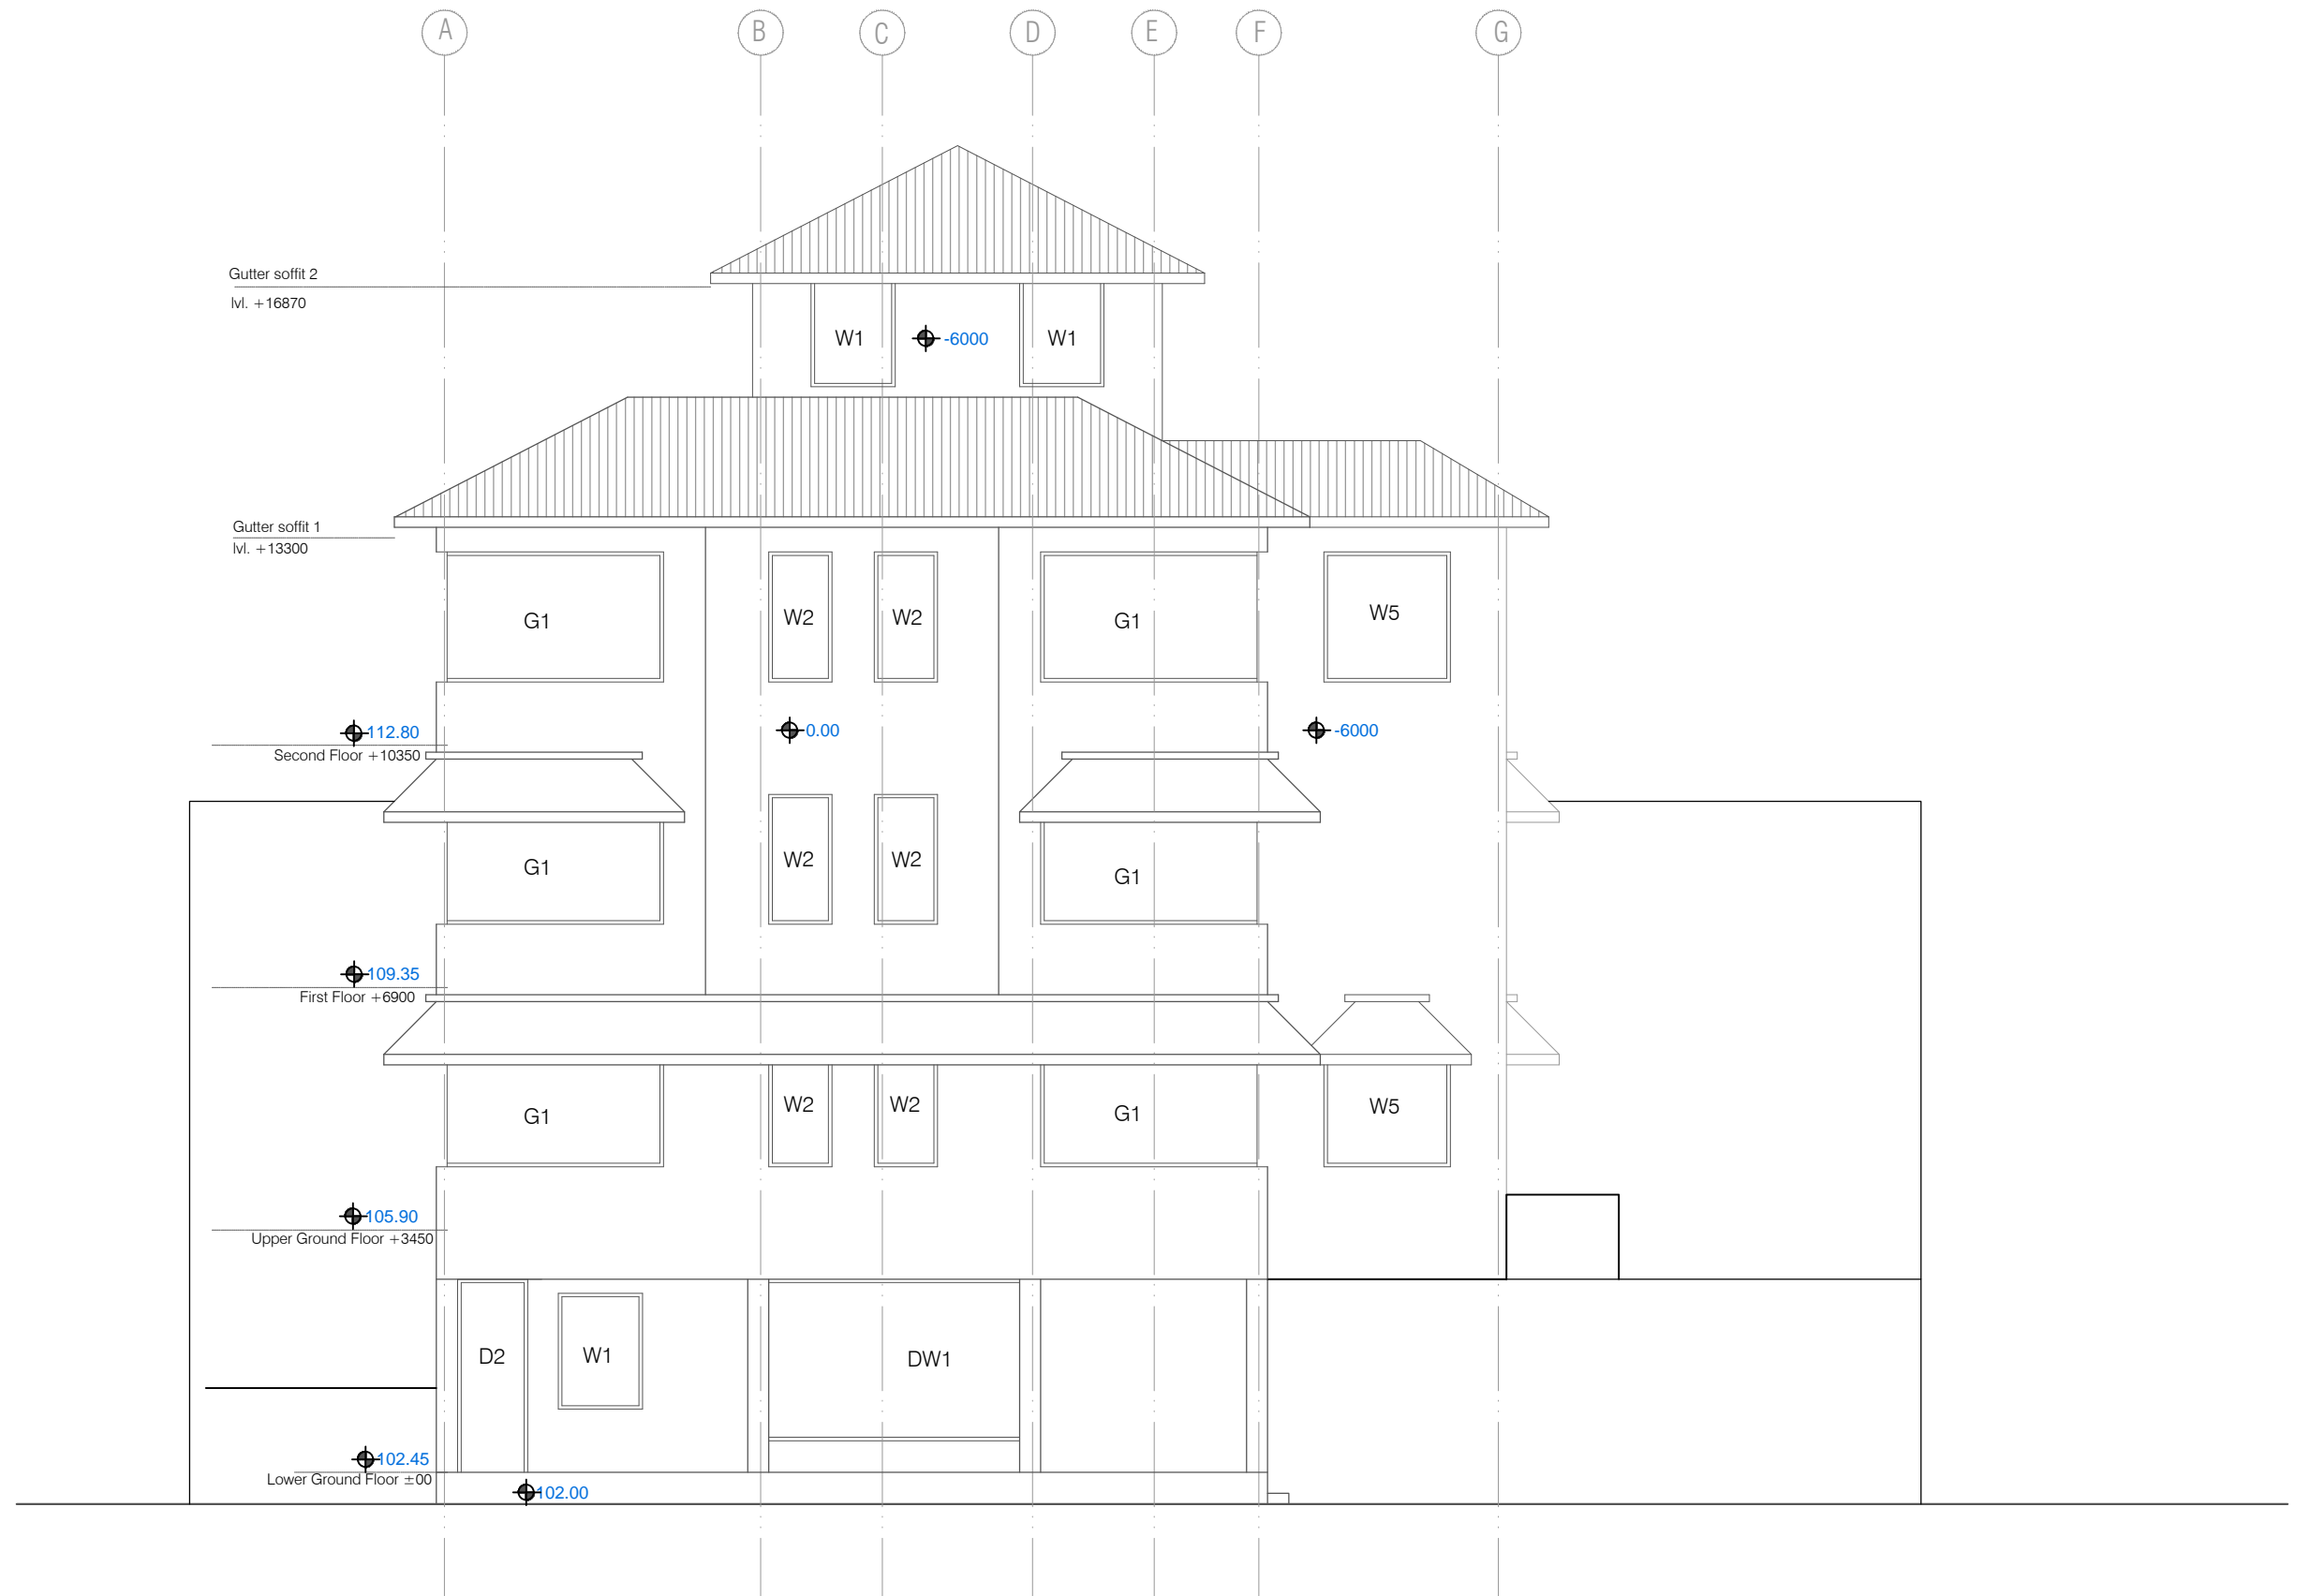 A B C D E F G
Gutter soffit 2
lvl. +16870
W1 -6000 W1
Gutter soffit 1
lvl. +13300
G1 W2 W2 G1 W5
112.80 0.00 -6000
Second Floor +10350
G1 W2 W2 G1
109.35
First Floor +6900
G1 W2 W2 G1 W5
105.90
Upper Ground Floor +3450
D2 W1 DW1
102.45
Lower Ground Floor ±00
102.00